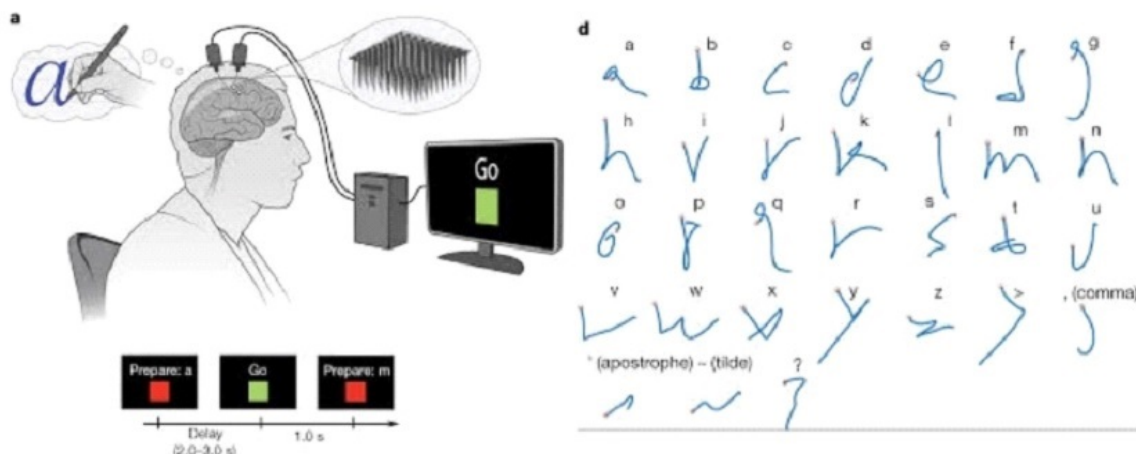 a
a
Go
Prepare: a
Go
Prepare: m
Delay
(2.0–3.0 s)
1.0 s
d
a b c d e f g
h i j k l m n
o p q r s t u
v w x y z > , (comma)
' (apostrophe) ~ (tilde) ?